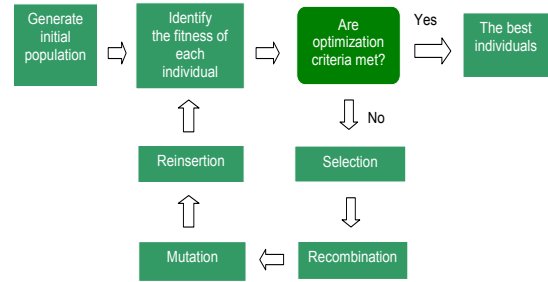 Generate
initial
population
Identify
the fitness of
each
individual
Are
optimization
criteria met?
Yes
The best
individuals
No
Reinsertion
Selection
Mutation
Recombination